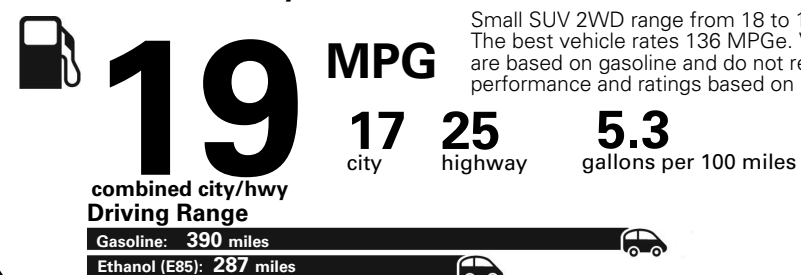 Small SUV 2WD range from 18 to
The best vehicle rates 136 MPGe.
are based on gasoline and do not
performance and ratings based on
19
MPG
17 25 5.3
city highway gallons per 100 miles
combined city/hwy
Driving Range
Gasoline: 390 miles
Ethanol (E85): 287 miles